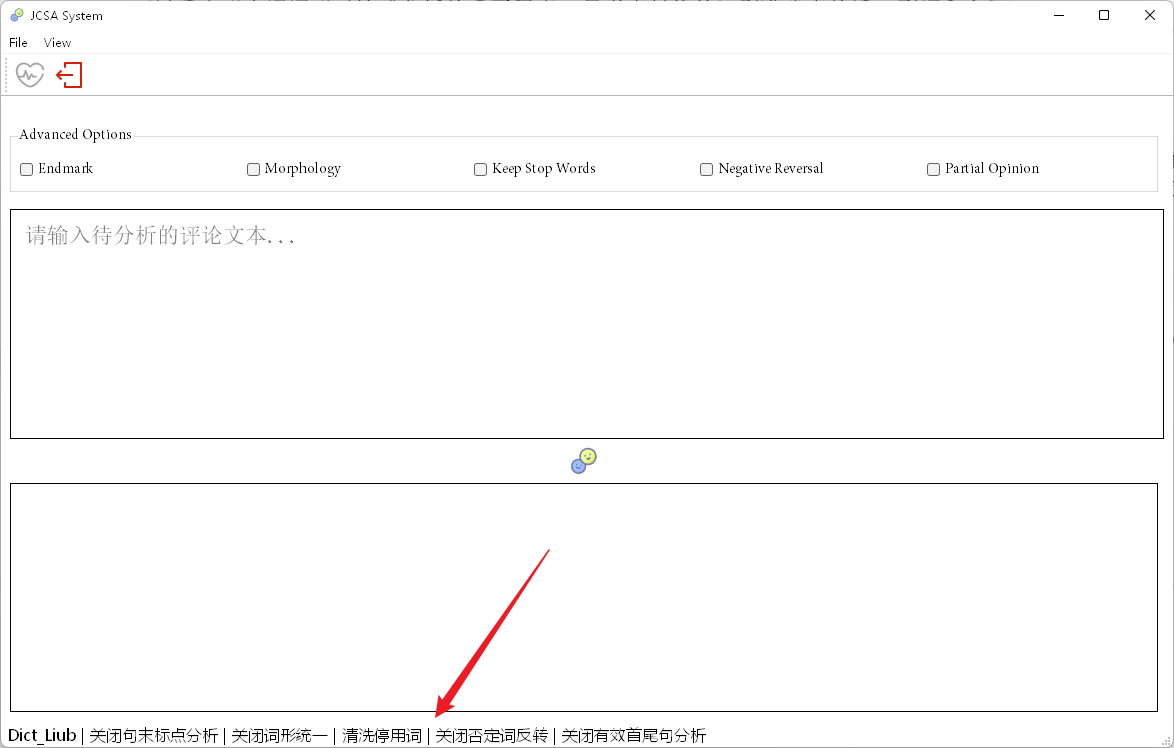 JCSA System
File View
Advanced Options
Endmark Morphology Keep Stop Words Negative Reversal Partial Opinion
请输入待分析的评论文本...
Dict_Liub | 关闭句末标点分析 | 关闭词形统一 | 清洗停用词 | 关闭否定词反转 | 关闭有效首尾句分析